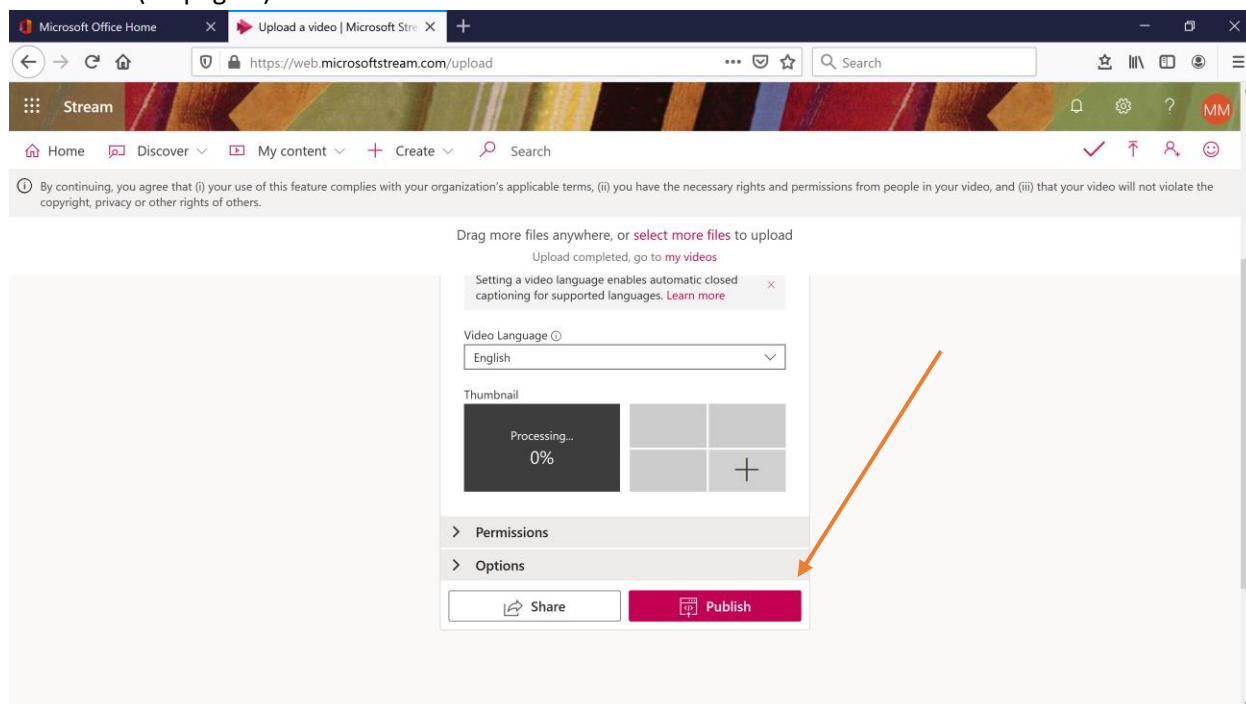 Microsoft Office Home
Upload a video | Microsoft Stre
https://web.microsoftstream.com/upload
Search
Stream
MM
Home Discover My content Create Search
By continuing, you agree that (i) your use of this feature complies with your organization's applicable terms, (ii) you have the necessary rights and permissions from people in your video, and (iii) that your video will not violate the
copyright, privacy or other rights of others.
Drag more files anywhere, or select more files to upload
Upload completed, go to my videos
Setting a video language enables automatic closed
captioning for supported languages. Learn more
Video Language
English
Thumbnail
Processing...
0%
Permissions
Options
Share Publish